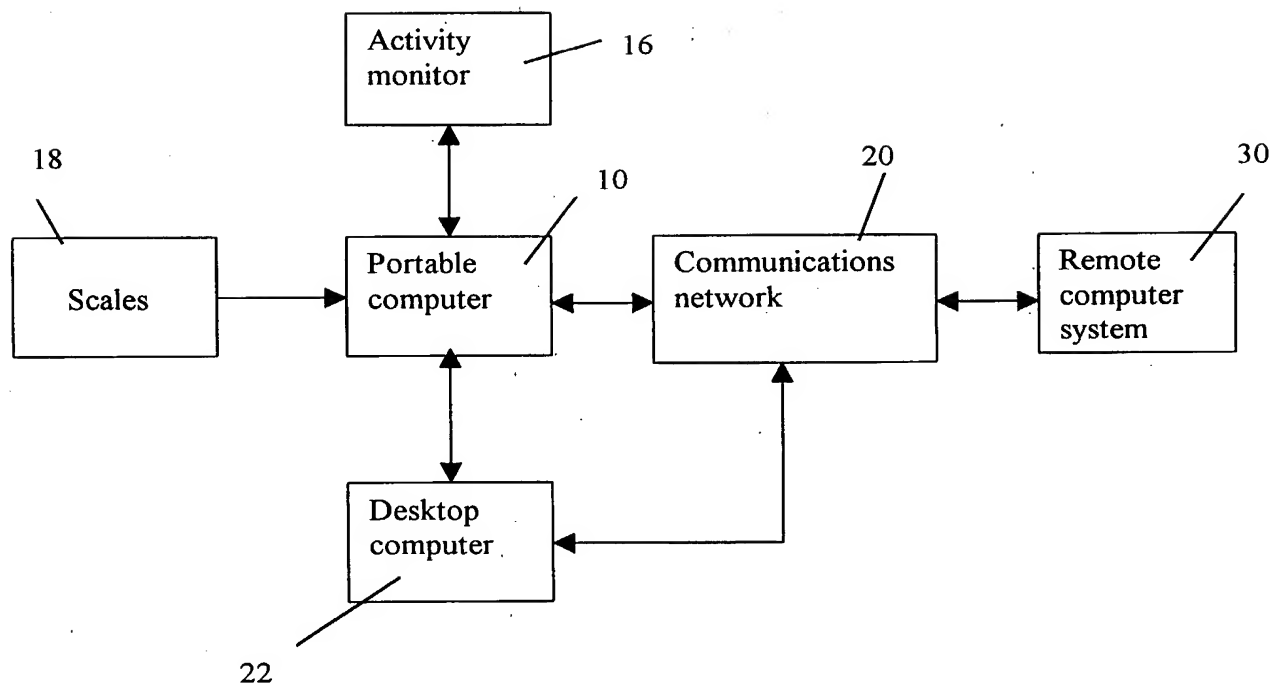 Activity
monitor
16
18
10
20
30
Scales
Portable
computer
Communications
network
Remote
computer
system
Desktop
computer
22